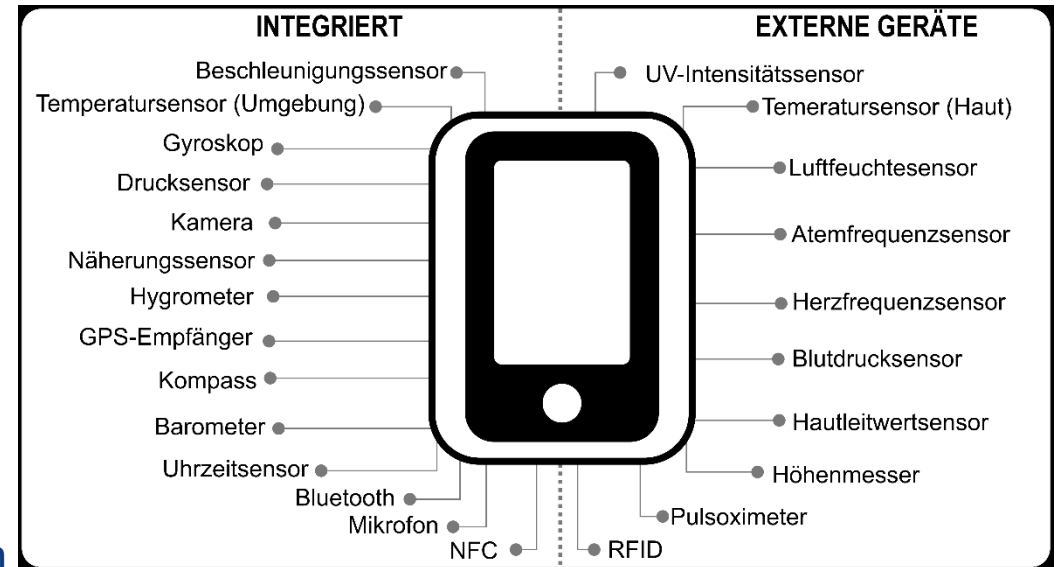 INTEGRIERT
Beschleunigungssensor
Temperatursensor (Umgebung)
Gyroskop
Drucksensor
Kamera
Näherungssensor
Hygrometer
GPS-Empfänger
Kompass
Barometer
Uhrzeitsensor
Bluetooth
Mikrofon
NFC
EXTERNE GERÄTE
UV-Intensitätssensor
Temeratursensor (Haut)
Luftfeuchtesensor
Atemfrequenzsensor
Herzfrequenzsensor
Blutdrucksensor
Hautleitwertsensor
Höhenmesser
Pulsoximeter
RFID